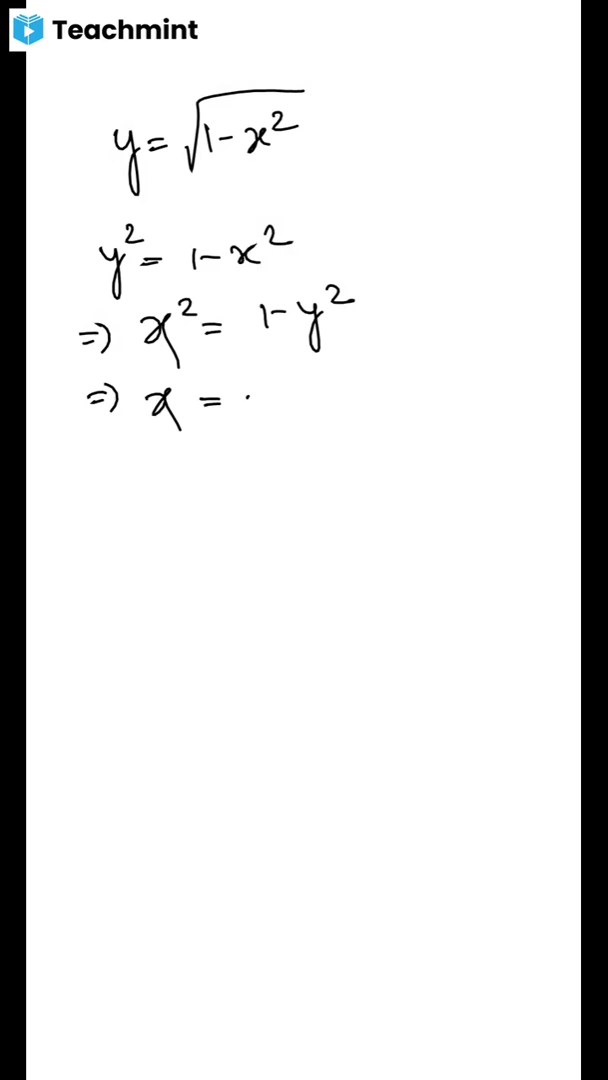 Teachmint
y = √1-x²
y² = 1-x²
⇒ x² = 1-y²
⇒ x = .